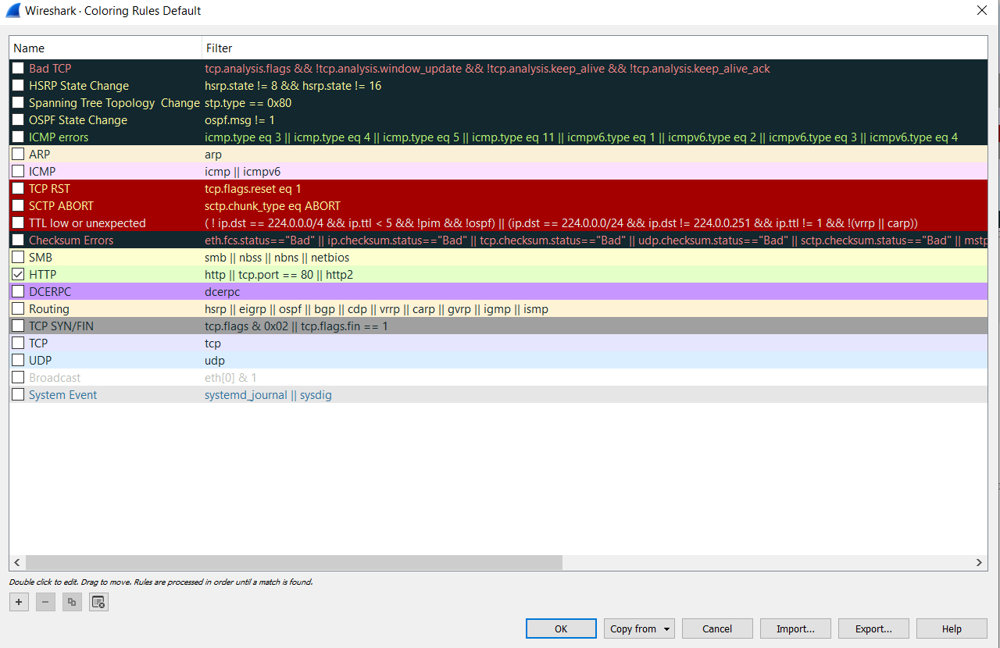 Wireshark · Coloring Rules Default
Name Filter
Bad TCP tcp.analysis.flags && !tcp.analysis.window_update && !tcp.analysis.keep_alive && !tcp.analysis.keep_alive_ack
HSRP State Change hsrp.state != 8 && hsrp.state != 16
Spanning Tree Topology  Change stp.type == 0x80
OSPF State Change ospf.msg != 1
ICMP errors icmp.type eq 3 || icmp.type eq 4 || icmp.type eq 5 || icmp.type eq 11 || icmpv6.type eq 1 || icmpv6.type eq 2 || icmpv6.type eq 3 || icmpv6.type eq 4
ARP arp
ICMP icmp || icmpv6
TCP RST tcp.flags.reset eq 1
SCTP ABORT sctp.chunk_type eq ABORT
TTL low or unexpected ( ! ip.dst == 224.0.0.0/4 && ip.ttl < 5 && !pim && !ospf) || (ip.dst == 224.0.0.0/24 && ip.dst != 224.0.0.251 && ip.ttl != 1 && !(vrrp || carp))
Checksum Errors eth.fcs.status=="Bad" || ip.checksum.status=="Bad" || tcp.checksum.status=="Bad" || udp.checksum.status=="Bad" || sctp.checksum.status=="Bad" || mstp
SMB smb || nbss || nbns || netbios
HTTP http || tcp.port == 80 || http2
DCERPC dcerpc
Routing hsrp || eigrp || ospf || bgp || cdp || vrrp || carp || gvrp || igmp || ismp
TCP SYN/FIN tcp.flags & 0x02 || tcp.flags.fin == 1
TCP tcp
UDP udp
Broadcast eth[0] & 1
System Event systemd_journal || sysdig
Double click to edit. Drag to move. Rules are processed in order until a match is found.
OK Copy from Cancel Import... Export... Help